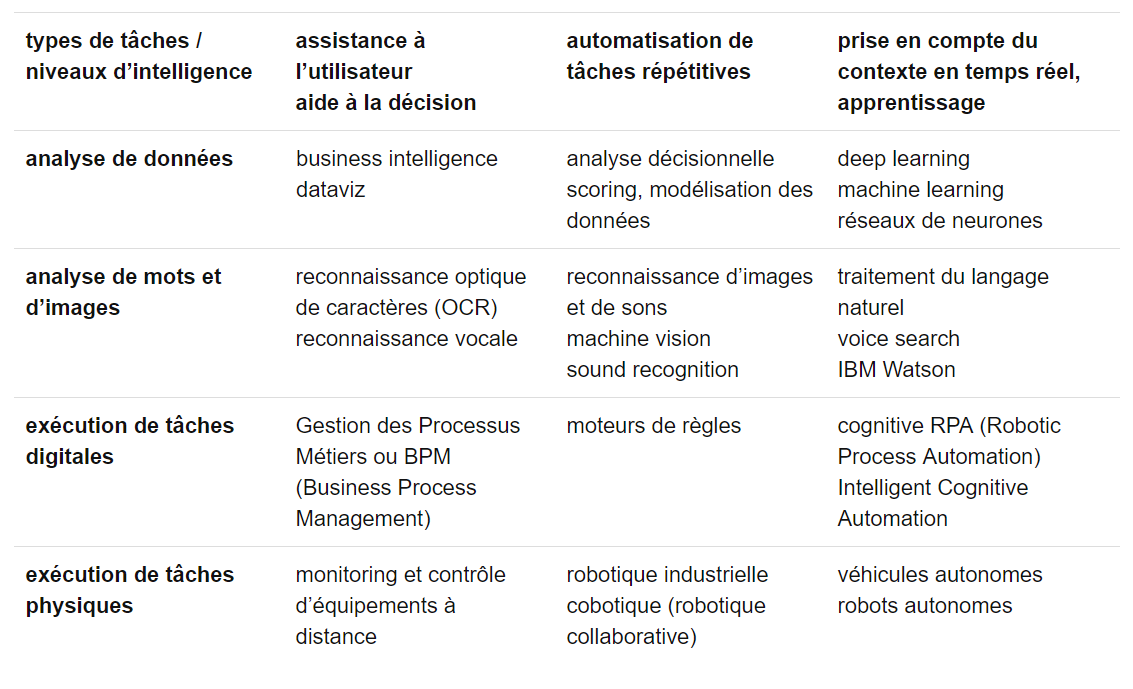 types de tâches /
niveaux d’intelligence
assistance à
l’utilisateur
aide à la décision
automatisation de
tâches répétitives
prise en compte du
contexte en temps réel,
apprentissage
analyse de données
business intelligence
dataviz
analyse décisionnelle
scoring, modélisation des
données
deep learning
machine learning
réseaux de neurones
analyse de mots et
d’images
reconnaissance optique
de caractères (OCR)
reconnaissance vocale
reconnaissance d’images
et de sons
machine vision
sound recognition
traitement du langage
naturel
voice search
IBM Watson
exécution de tâches
digitales
Gestion des Processus
Métiers ou BPM
(Business Process
Management)
moteurs de règles
cognitive RPA (Robotic
Process Automation)
Intelligent Cognitive
Automation
exécution de tâches
physiques
monitoring et contrôle
d’équipements à
distance
robotique industrielle
cobotique (robotique
collaborative)
véhicules autonomes
robots autonomes